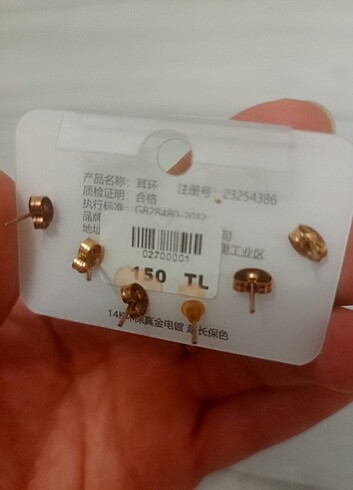 产品名称：耳环 注册号：23254386
质检证明：合格
执行标准：GB28480-2012
品牌
地址 工业区
02700001
150 TL
14K 真金电镀 长保色